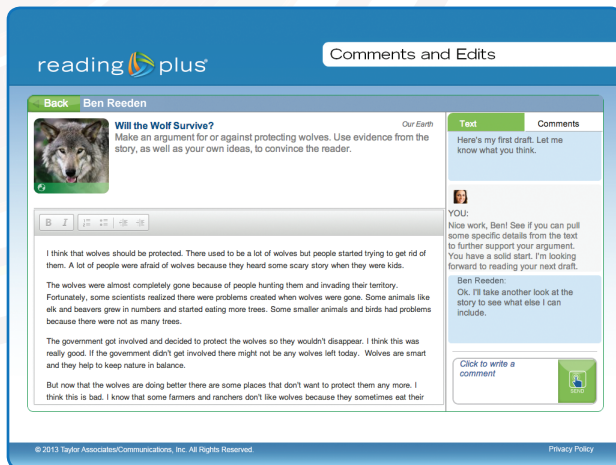 reading plus
Comments and Edits
Back
Ben Reeden
Will the Wolf Survive?
Our Earth
Make an argument for or against protecting wolves. Use evidence from the
story, as well as your own ideas, to convince the reader.
B I
I think that wolves should be protected. There used to be a lot of wolves but people started trying to get rid of
them. A lot of people were afraid of wolves because they heard some scary story when they were kids.
The wolves were almost completely gone because of people hunting them and invading their territory.
Fortunately, some scientists realized there were problems created when wolves were gone. Some animals like
elk and beavers grew in numbers and started eating more trees. Some smaller animals and birds had problems
because there were not as many trees.
The government got involved and decided to protect the wolves so they wouldn't disappear. I think this was
really good. If the government didn't get involved there might not be any wolves left today. Wolves are smart
and they help to keep nature in balance.
But now that the wolves are doing better there are some places that don't want to protect them any more. I
think this is bad. I know that some farmers and ranchers don't like wolves because they sometimes eat their
Text
Comments
Here's my first draft. Let me
know what you think.
YOU:
Nice work, Ben! See if you can pull
some specific details from the text
to further support your argument.
You have a solid start. I'm looking
forward to reading your next draft.
Ben Reeden:
Ok. I'll take another look at the
story to see what else I can
include.
Click to write a
comment
SEND
© 2013 Taylor Associates/Communications, Inc. All Rights Reserved.
Privacy Policy